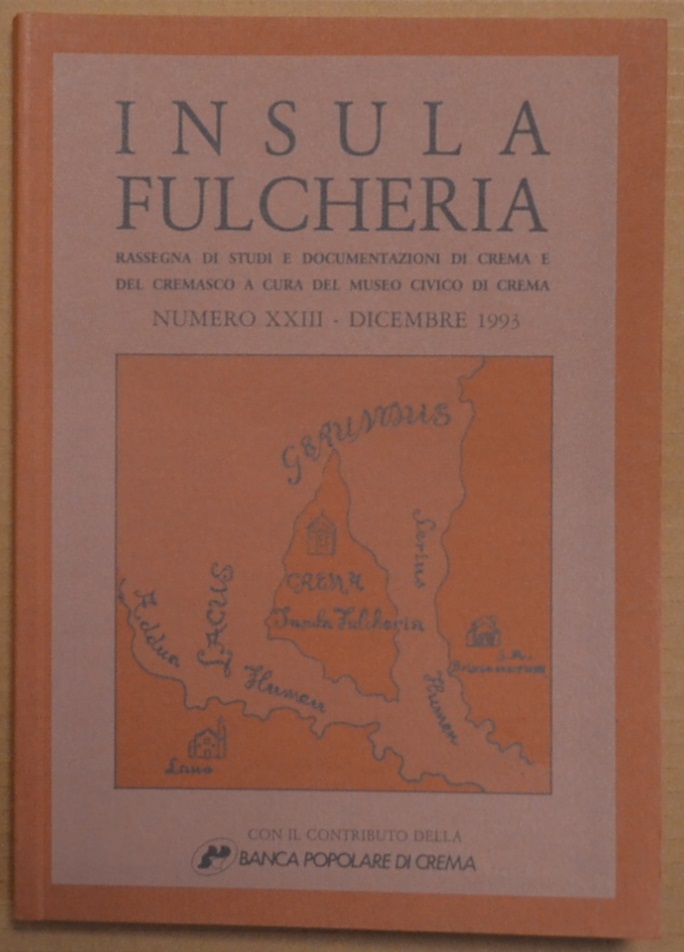 INSULA
FULCHERIA
RASSEGNA DI STUDI E DOCUMENTAZIONI DI CREMA E
DEL CREMASCO A CURA DEL MUSEO CIVICO DI CREMA
NUMERO XXIII - DICEMBRE 1993
GERUNDUS
Serius
CREMA
Insula Fulcheria
LACUS
Addua
Flumen
Flumen
S.A.
CON IL CONTRIBUTO DELLA
BANCA POPOLARE DI CREMA